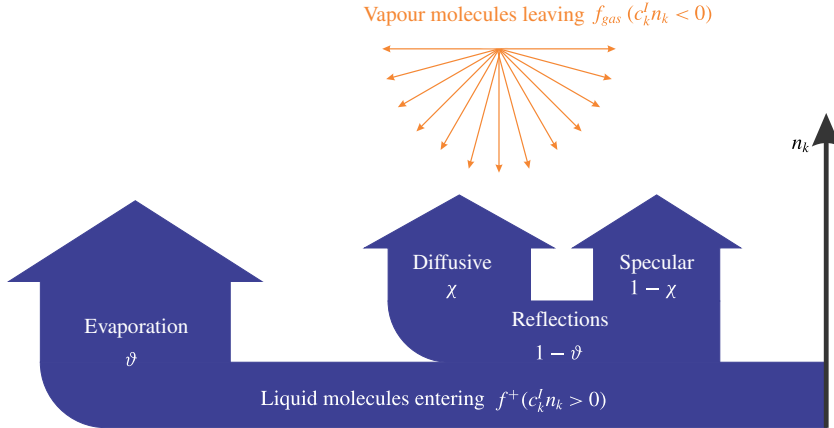 Vapour molecules leaving f_gas (c_k^I n_k < 0)
n_k
Diffusive
χ
Specular
1 − χ
Evaporation
ϑ
Reflections
1 − ϑ
Liquid molecules entering f^+(c_k^I n_k > 0)